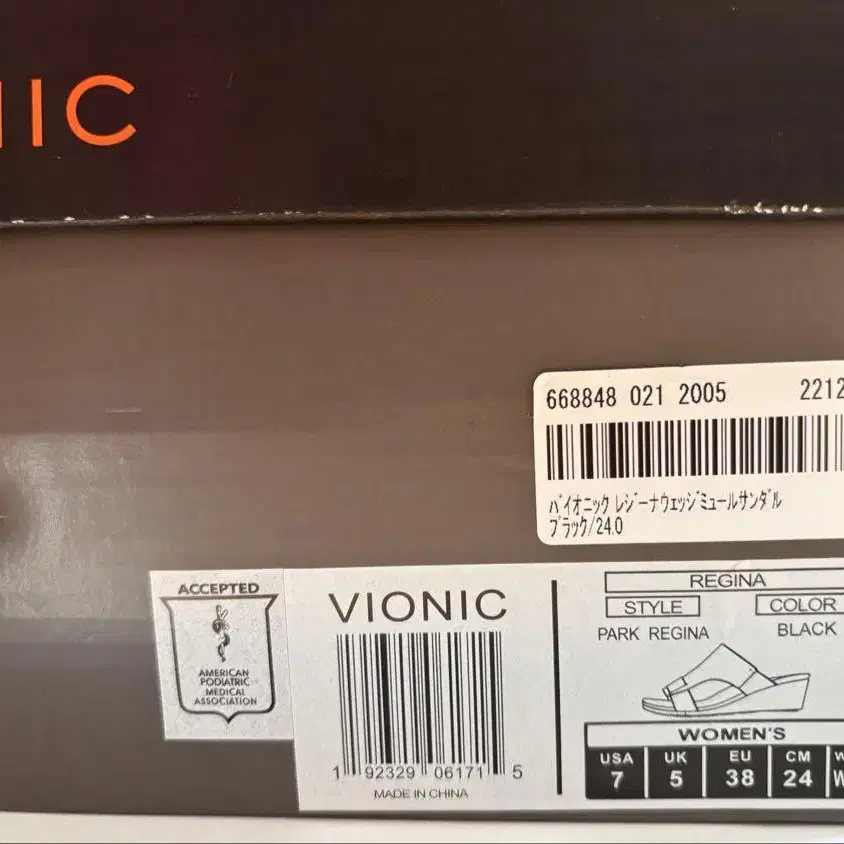 668848 021 2005 2212
ﾊﾞｲｵﾆｯｸ ﾚｼﾞｰﾅｳｪｯｼﾞﾐｭｰﾙｻﾝﾀﾞﾙ
ﾌﾞﾗｯｸ/24.0
ACCEPTED
AMERICAN
PODIATRIC
MEDICAL
ASSOCIATION
VIONIC
1 92329 06171 5
MADE IN CHINA
REGINA
STYLE COLOR
PARK REGINA BLACK
WOMEN'S
USA UK EU CM
7 5 38 24